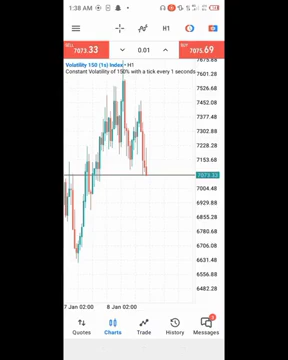 1:38 AM
H1
SELL
7073.33
0.01
BUY
7075.69
Volatility 150 (1s) Index • H1
Constant Volatility of 150% with a tick every 1 seconds
7675.88
7601.28
7526.68
7452.08
7377.48
7302.88
7228.28
7153.68
7073.33
7004.48
6929.88
6855.28
6780.68
6706.08
6631.48
6556.88
6482.28
7 Jan 02:00
8 Jan 02:00
Quotes
Charts
Trade
History
Messages